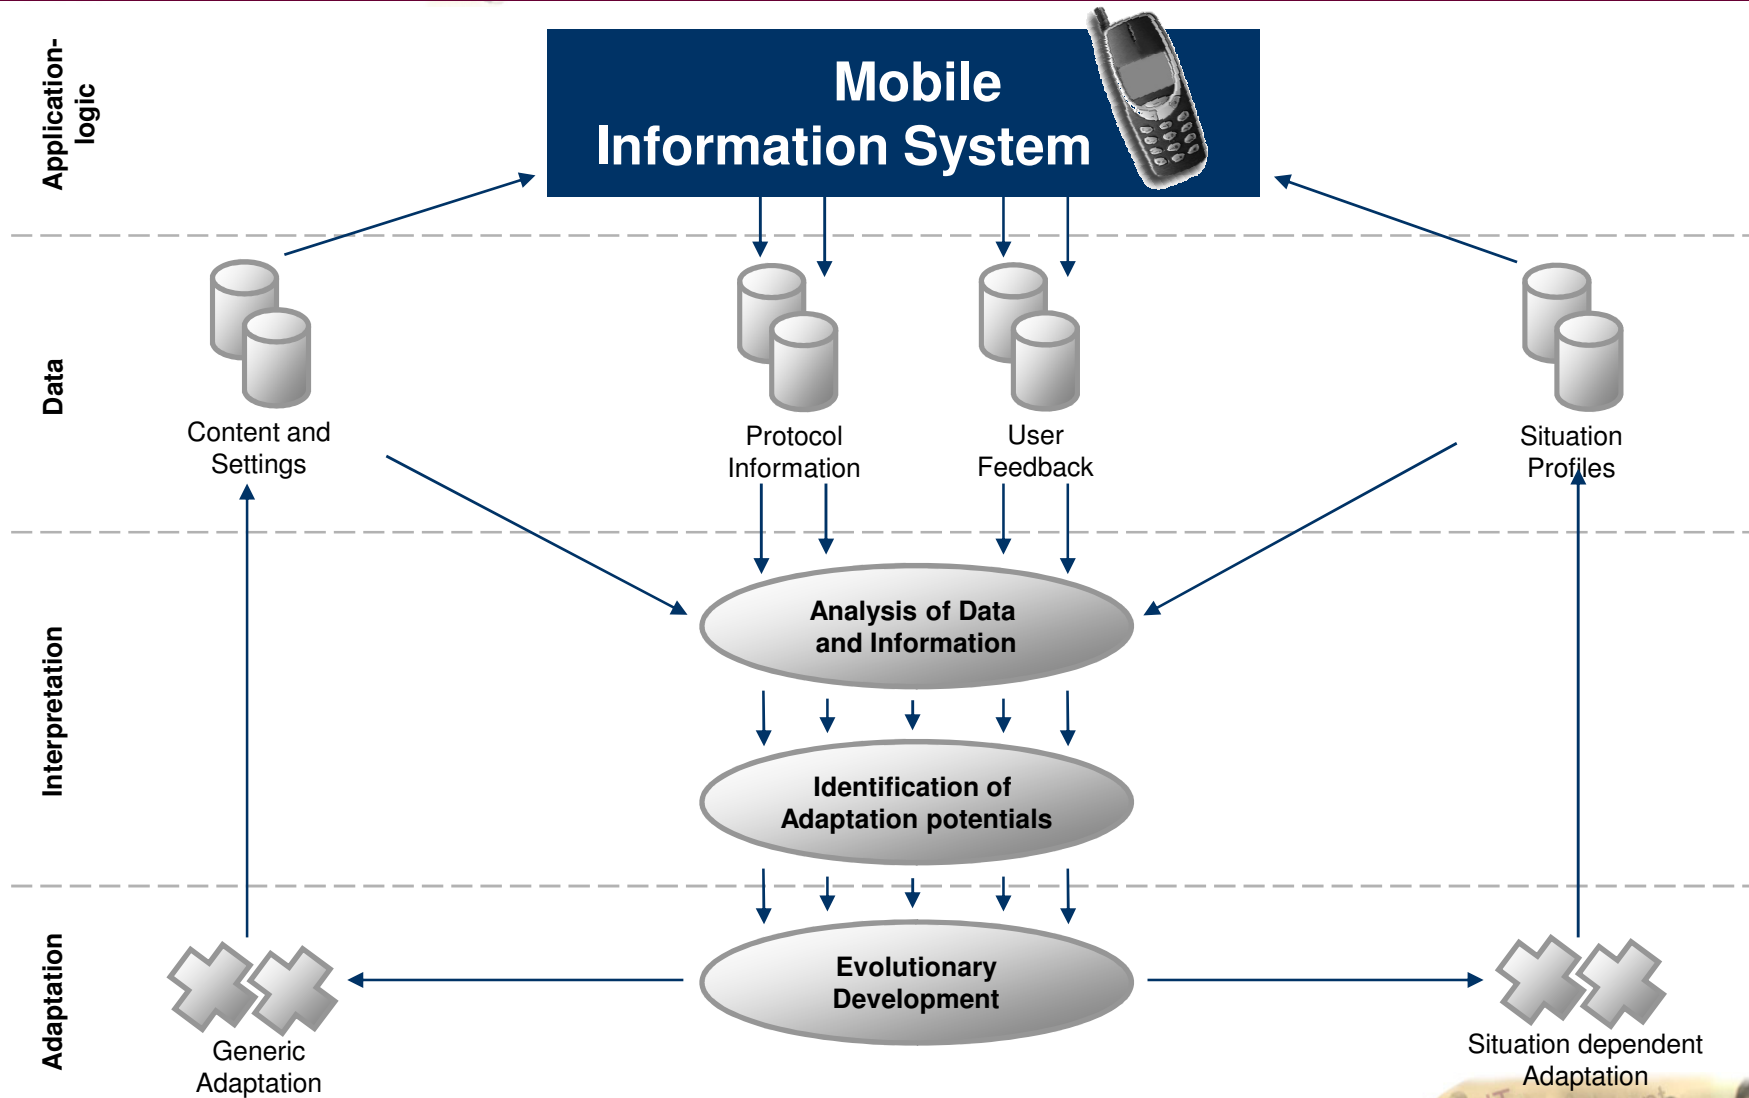 Application-
logic
Mobile
Information System
Data
Content and
Settings
Protocol
Information
User
Feedback
Situation
Profiles
Interpretation
Analysis of Data
and Information
Identification of
Adaptation potentials
Adaptation
Evolutionary
Development
Generic
Adaptation
Situation dependent
Adaptation